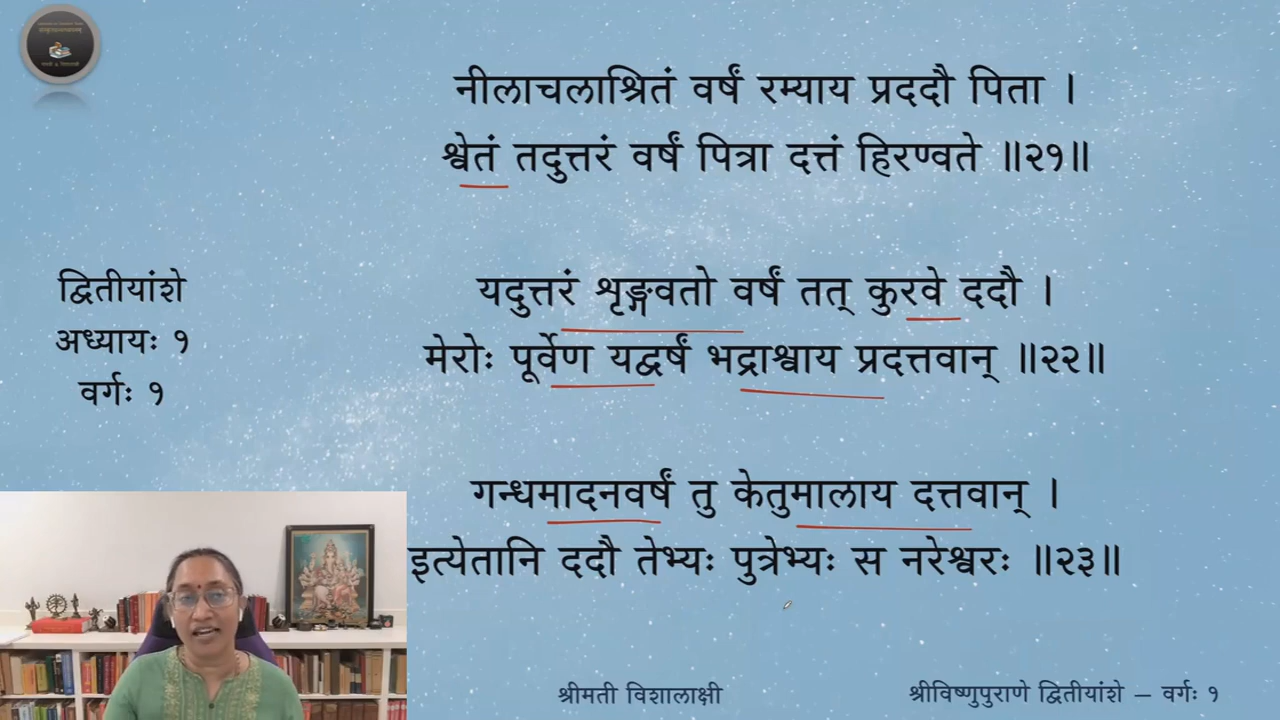 नीलाचलाश्रितं वर्षं रम्याय प्रददौ पिता ।
श्वेतं तदुत्तरं वर्षं पित्रा दत्तं हिरण्वते ॥२१॥
यदुत्तरं शृङ्गवतो वर्षं तत् कुरवे ददौ ।
मेरोः पूर्वेण यद्वर्षं भद्राश्वाय प्रदत्तवान् ॥२२॥
गन्धमादनवर्षं तु केतुमालाय दत्तवान् ।
इत्येतानि ददौ तेभ्यः पुत्रेभ्यः स नरेश्वरः ॥२३॥
द्वितीयांशे
अध्यायः १
वर्गः १
श्रीमती विशालाक्षी
श्रीविष्णुपुराणे द्वितीयांशे – वर्गः १